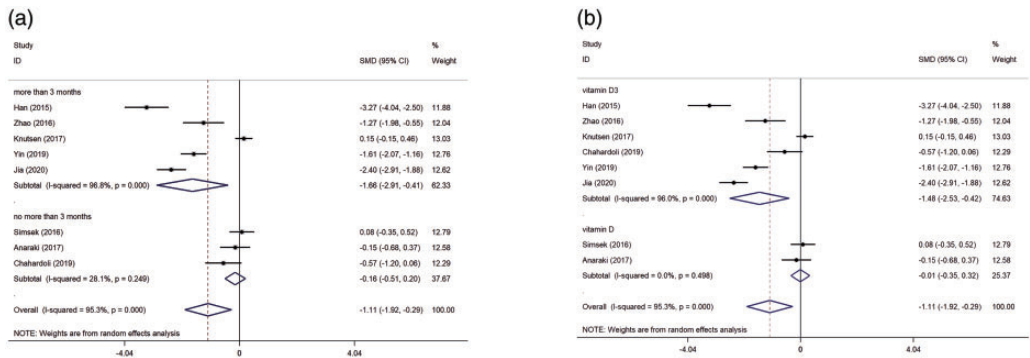 (a)
Study %
ID SMD (95% CI) Weight
more than 3 months
Han (2015) -3.27 (-4.04, -2.50) 11.88
Zhao (2016) -1.27 (-1.98, -0.55) 12.04
Knutsen (2017) 0.15 (-0.15, 0.46) 13.03
Yin (2019) -1.61 (-2.07, -1.16) 12.76
Jia (2020) -2.40 (-2.91, -1.88) 12.62
Subtotal (I-squared = 96.8%, p = 0.000) -1.66 (-2.91, -0.41) 62.33
.
no more than 3 months
Simsek (2016) 0.08 (-0.35, 0.52) 12.79
Anaraki (2017) -0.15 (-0.68, 0.37) 12.58
Chahardoli (2019) -0.57 (-1.20, 0.06) 12.29
Subtotal (I-squared = 28.1%, p = 0.249) -0.16 (-0.51, 0.20) 37.67
.
Overall (I-squared = 95.3%, p = 0.000) -1.11 (-1.92, -0.29) 100.00
NOTE: Weights are from random effects analysis
-4.04 0 4.04
(b)
Study %
ID SMD (95% CI) Weight
vitamin D3
Han (2015) -3.27 (-4.04, -2.50) 11.88
Zhao (2016) -1.27 (-1.98, -0.55) 12.04
Knutsen (2017) 0.15 (-0.15, 0.46) 13.03
Chahardoli (2019) -0.57 (-1.20, 0.06) 12.29
Yin (2019) -1.61 (-2.07, -1.16) 12.76
Jia (2020) -2.40 (-2.91, -1.88) 12.62
Subtotal (I-squared = 96.0%, p = 0.000) -1.48 (-2.53, -0.42) 74.63
.
vitamin D
Simsek (2016) 0.08 (-0.35, 0.52) 12.79
Anaraki (2017) -0.15 (-0.68, 0.37) 12.58
Subtotal (I-squared = 0.0%, p = 0.498) -0.01 (-0.35, 0.32) 25.37
.
Overall (I-squared = 95.3%, p = 0.000) -1.11 (-1.92, -0.29) 100.00
NOTE: Weights are from random effects analysis
-4.04 0 4.04